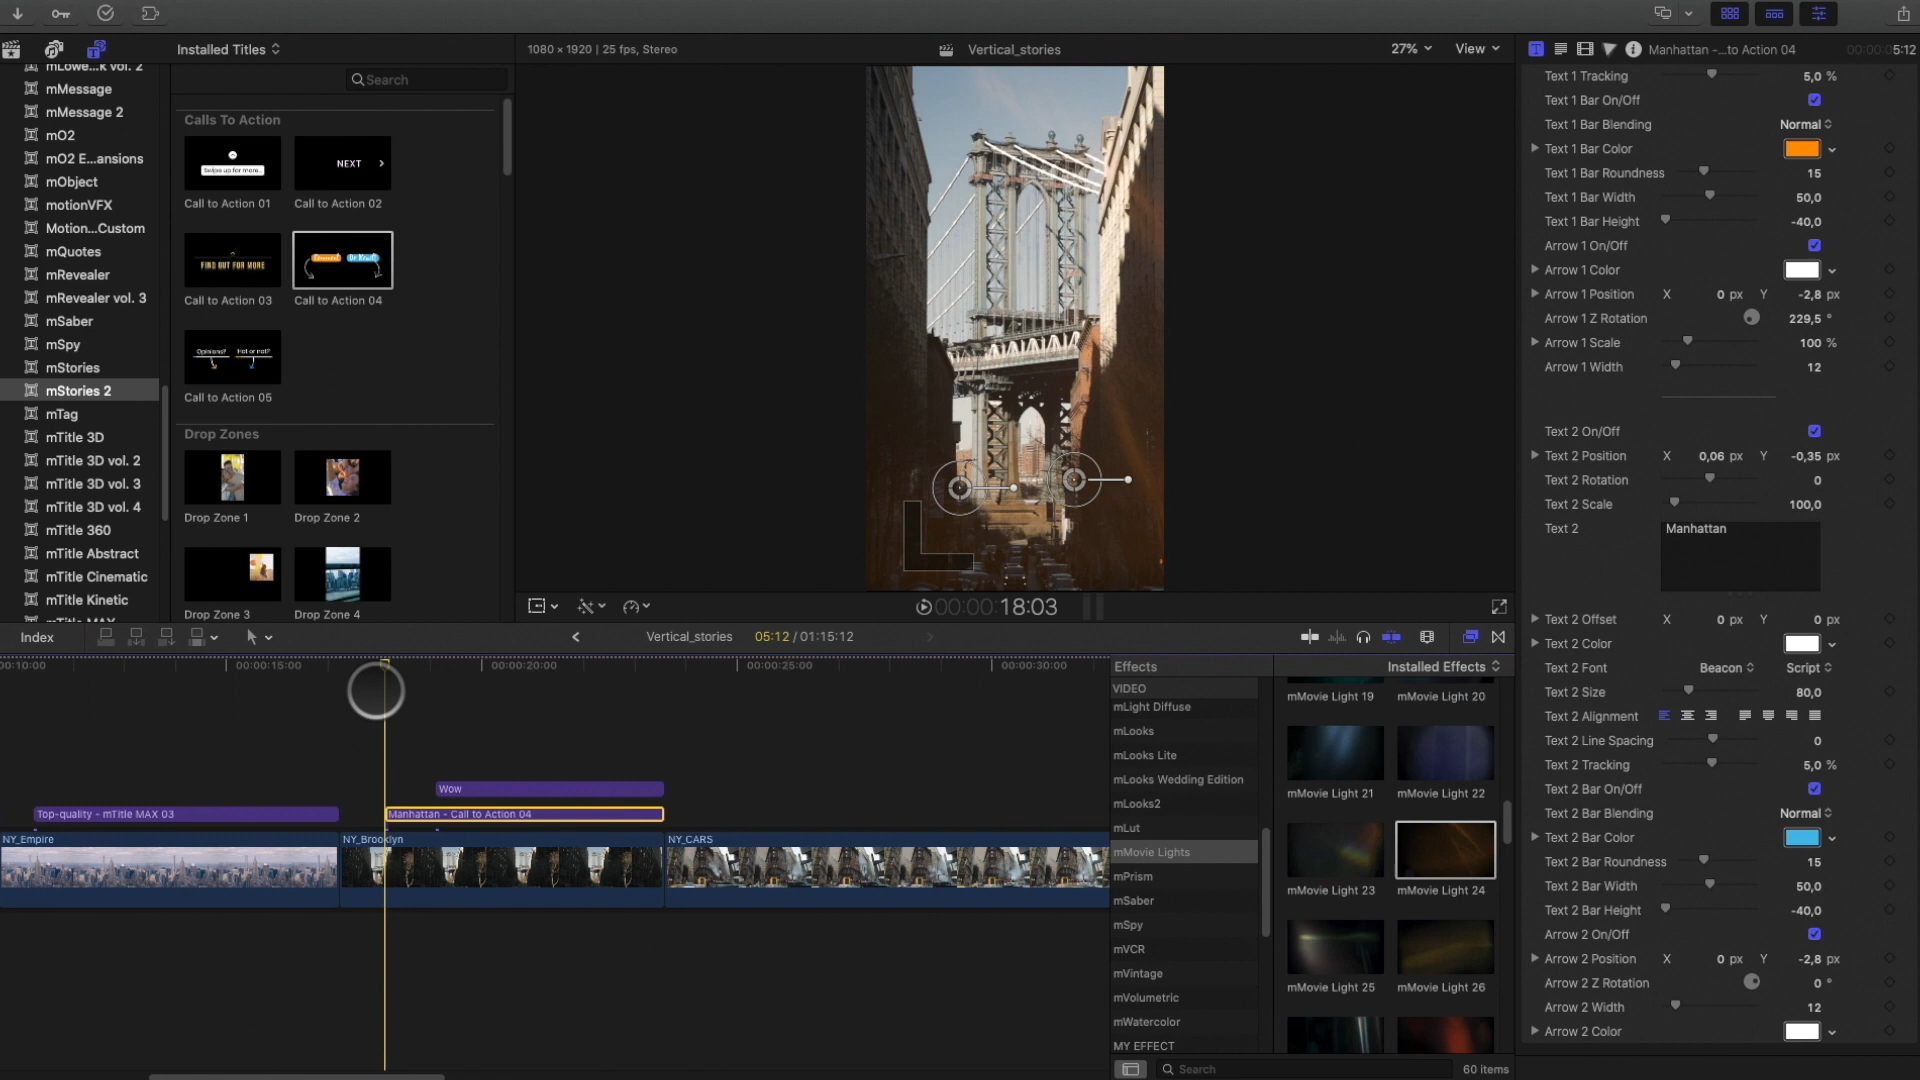 Installed Titles
1080 × 1920 | 25 fps, Stereo
Vertical_stories
27%
View
Manhattan -...to Action 04
00:00:05:12
mLowe...k vol. 2
mMessage
mMessage 2
mO2
mO2 E...ansions
mObject
motionVFX
Motion...Custom
mQuotes
mRevealer
mRevealer vol. 3
mSaber
mSpy
mStories
mStories 2
mTag
mTitle 3D
mTitle 3D vol. 2
mTitle 3D vol. 3
mTitle 3D vol. 4
mTitle 360
mTitle Abstract
mTitle Cinematic
mTitle Kinetic
mTitle MAX
Search
Calls To Action
Swipe up for more...
NEXT
Call to Action 01
Call to Action 02
FIND OUT FOR MORE
Call to Action 03
Call to Action 04
Opinions?
Hot or not?
Call to Action 05
Drop Zones
Drop Zone 1
Drop Zone 2
Drop Zone 3
Drop Zone 4
00:00:00:18:03
Text 1 Tracking 5,0 %
Text 1 Bar On/Off
Text 1 Bar Blending Normal
Text 1 Bar Color
Text 1 Bar Roundness 15
Text 1 Bar Width 50,0
Text 1 Bar Height -40,0
Arrow 1 On/Off
Arrow 1 Color
Arrow 1 Position X 0 px Y -2,8 px
Arrow 1 Z Rotation 229,5 °
Arrow 1 Scale 100 %
Arrow 1 Width 12
Text 2 On/Off
Text 2 Position X 0,06 px Y -0,35 px
Text 2 Rotation 0
Text 2 Scale 100,0
Text 2 Manhattan
Text 2 Offset X 0 px Y 0 px
Text 2 Color
Text 2 Font Beacon Script
Text 2 Size 80,0
Text 2 Alignment
Text 2 Line Spacing 0
Text 2 Tracking 5,0 %
Text 2 Bar On/Off
Text 2 Bar Blending Normal
Text 2 Bar Color
Text 2 Bar Roundness 15
Text 2 Bar Width 50,0
Text 2 Bar Height -40,0
Arrow 2 On/Off
Arrow 2 Position X 0 px Y -2,8 px
Arrow 2 Z Rotation 0 °
Arrow 2 Width 12
Arrow 2 Color
Index
Vertical_stories
05:12 / 01:15:12
00:10:00
00:00:15:00
00:00:20:00
00:00:25:00
00:00:30:00
Wow
Top-quality - mTitle MAX 03
Manhattan - Call to Action 04
NY_Empire
NY_Brooklyn
NY_CARS
Effects
Installed Effects
VIDEO
mLight Diffuse
mLooks
mLooks Lite
mLooks Wedding Edition
mLooks2
mLut
mMovie Lights
mPrism
mSaber
mSpy
mVCR
mVintage
mVolumetric
mWatercolor
MY EFFECT
mMovie Light 19
mMovie Light 20
mMovie Light 21
mMovie Light 22
mMovie Light 23
mMovie Light 24
mMovie Light 25
mMovie Light 26
Search
60 items